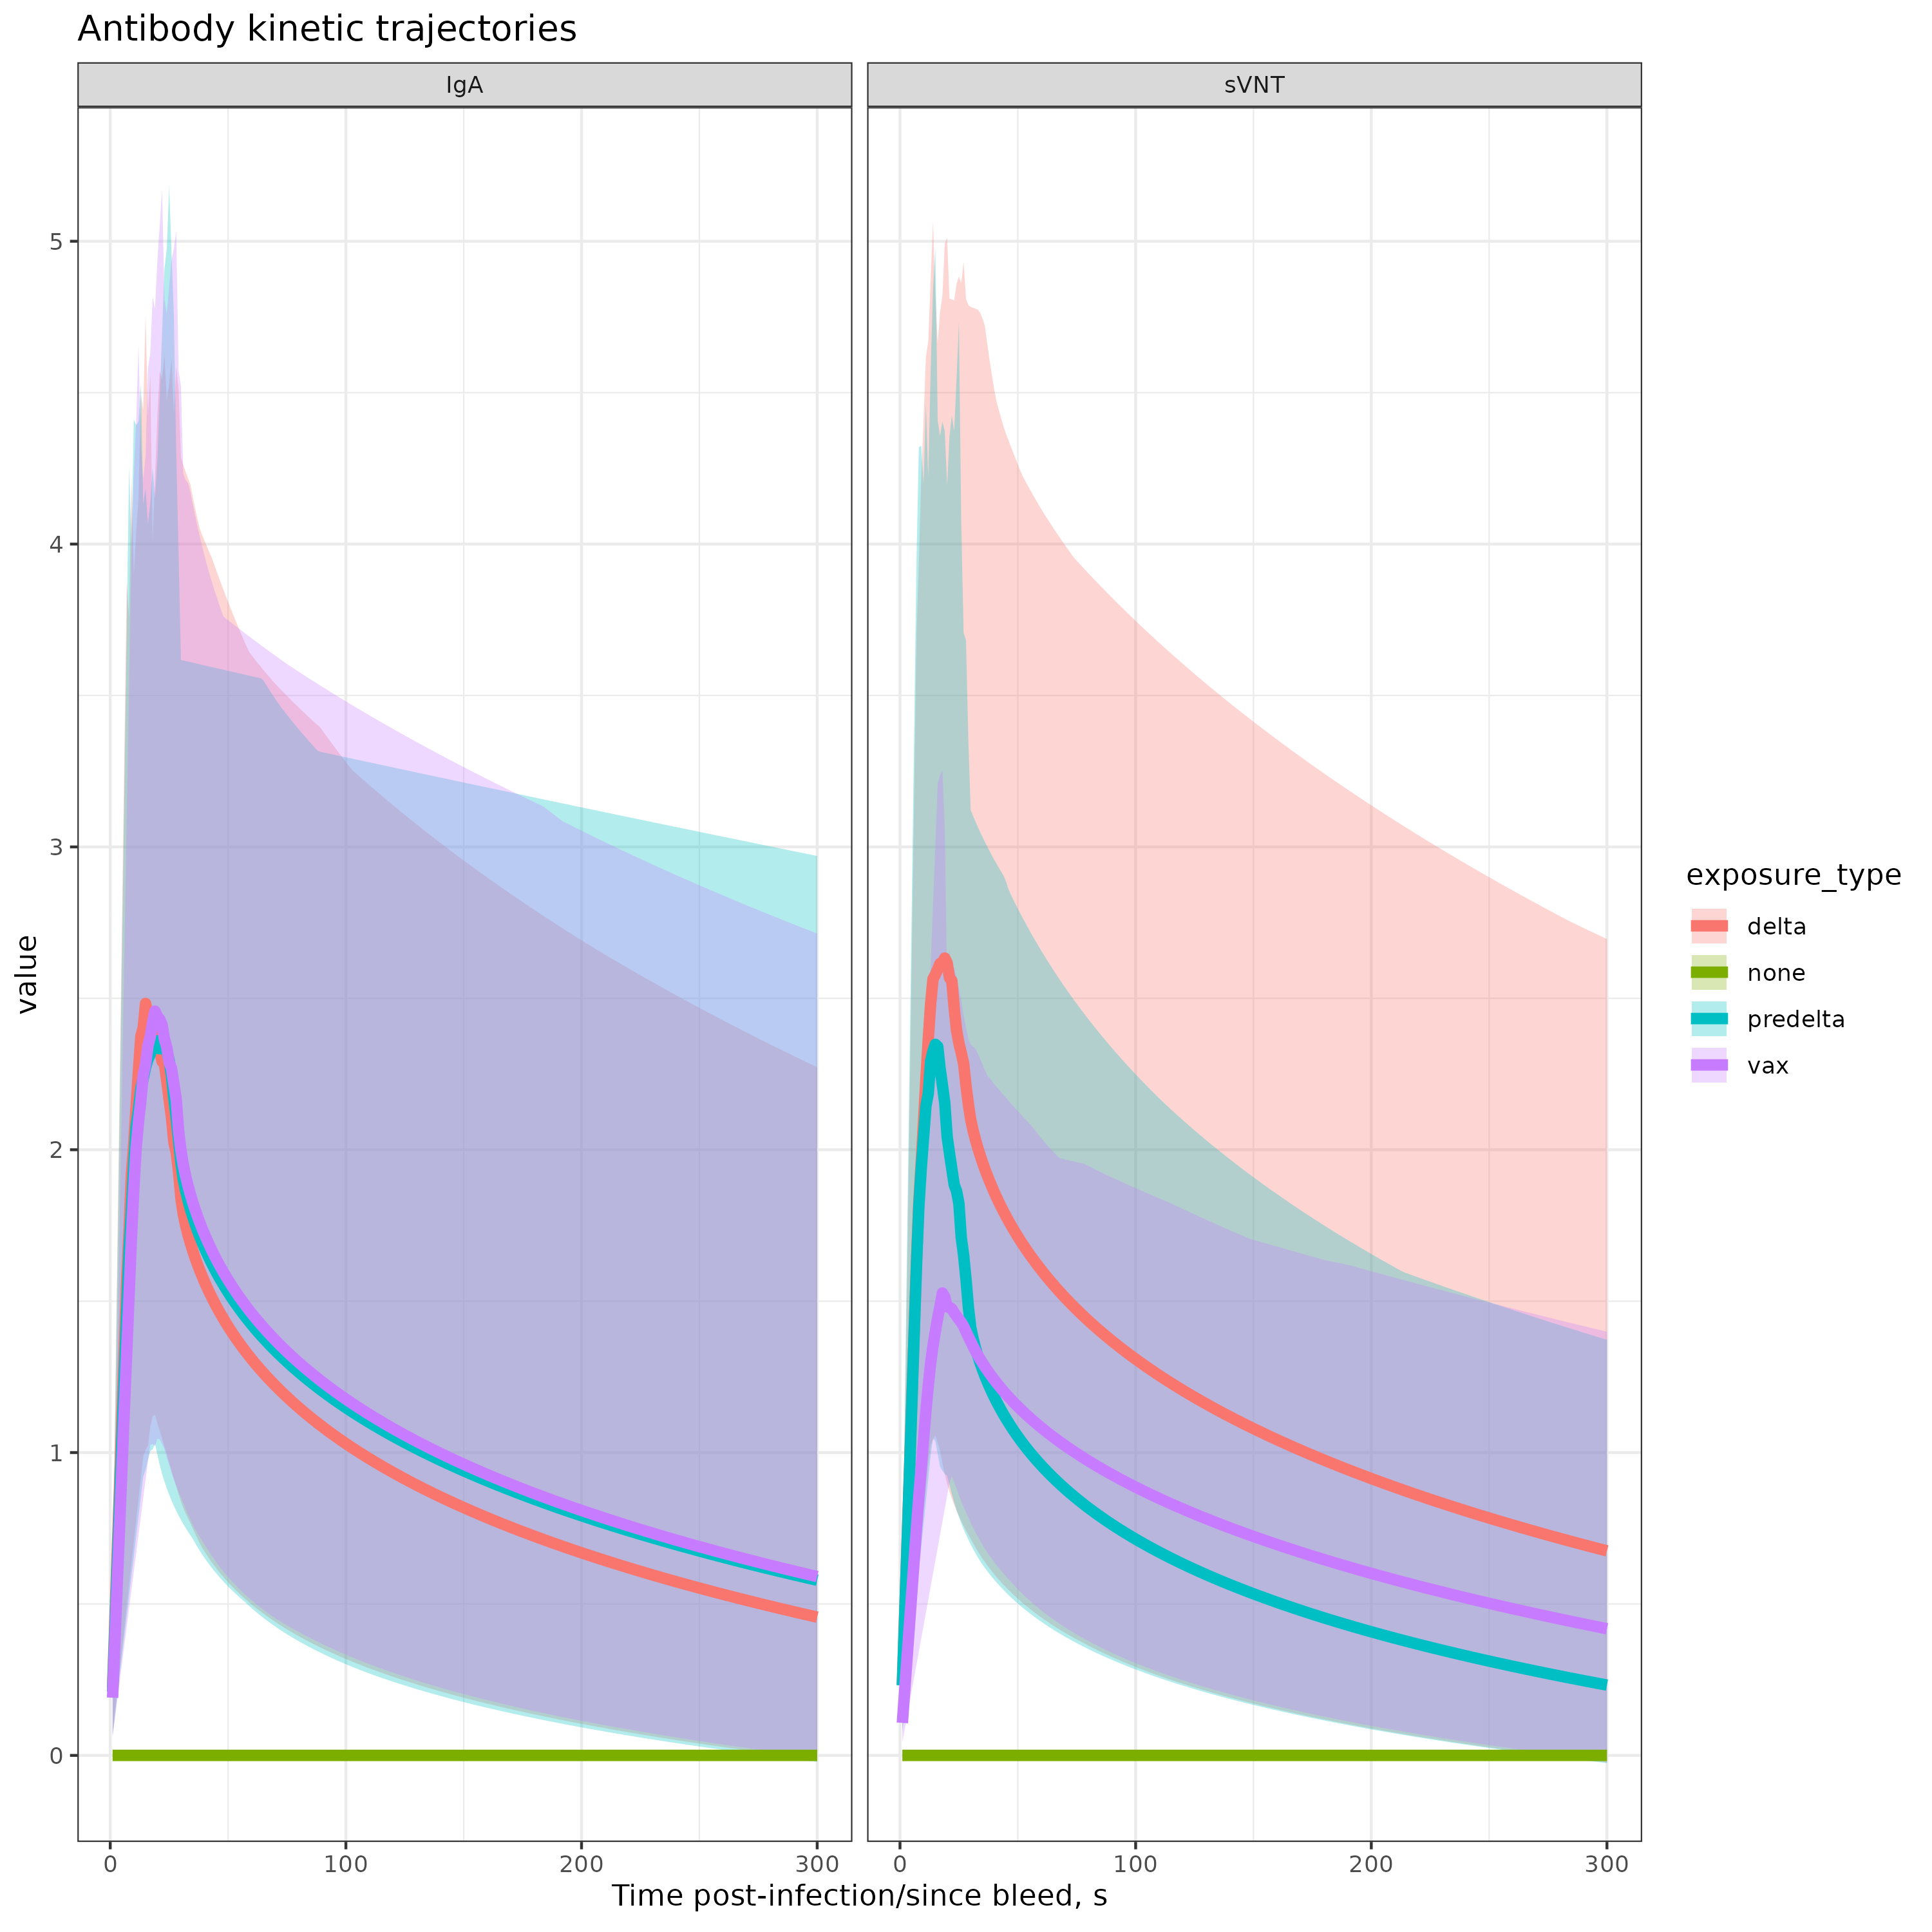 Antibody kinetic trajectories
IgA
sVNT
5
4
3
2
1
0
value
0 100 200 300
0 100 200 300
Time post-infection/since bleed, s
exposure_type
delta
none
predelta
vax